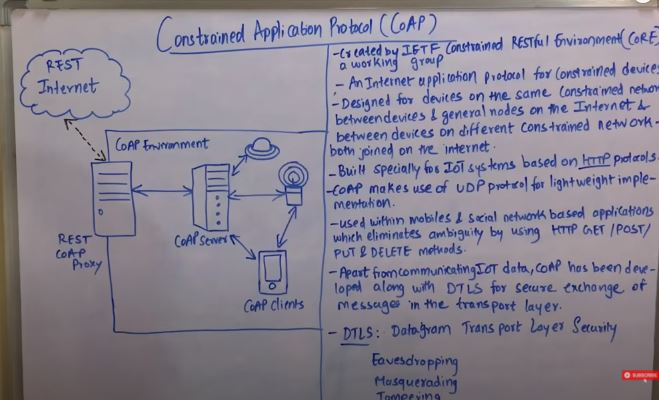 Constrained Application Protocol (CoAP)
REST
Internet
CoAP Environment
REST
CoAP
Proxy
CoAP server
CoAP clients
- Created by IETF Constrained RESTful Environment (CoRE)
a working group
- An Internet application protocol for constrained devices
- Designed for devices on the same constrained network
between devices & general nodes on the Internet &
between devices on different constrained network -
both joined on the internet.
- Built specially for IoT systems based on HTTP protocols
- CoAP makes use of UDP protocol for lightweight imple-
mentation.
- used within mobiles & social network based applications
which eliminates ambiguity by using HTTP GET/POST/
PUT & DELETE methods.
- Apart from communicating IOT data, CoAP has been deve-
loped along with DTLS for secure exchange of
messages in the transport layer.
- DTLS: Datagram Transport Layer Security
Eavesdropping
Masquerading
Tampering
SUBSCRIBE